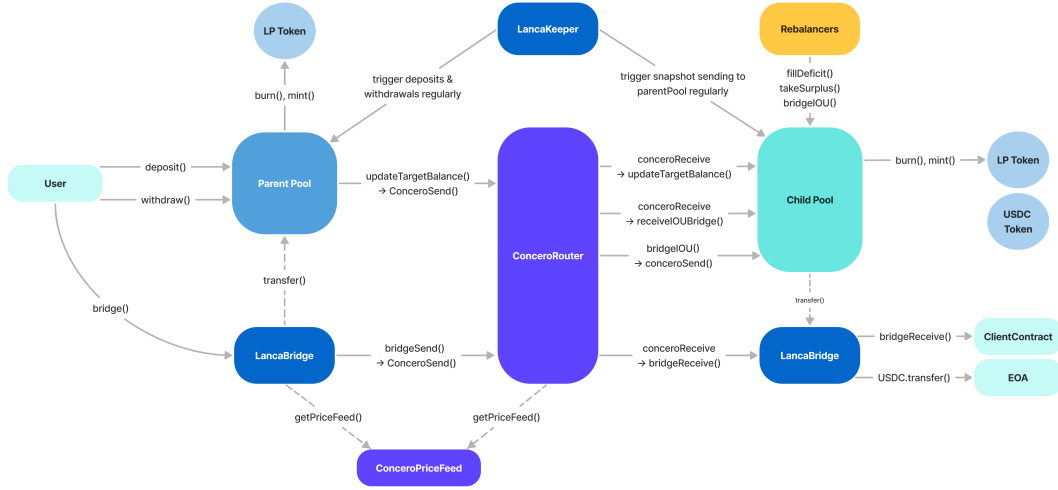 LP Token
LancaKeeper
Rebalancers
trigger deposits &
withdrawals regularly
trigger snapshot sending to
parentPool regularly
fillDeficit()
takeSurplus()
bridgeIOU()
burn(), mint()
User
deposit()
withdraw()
Parent Pool
updateTargetBalance()
→ ConceroSend()
ConceroRouter
conceroReceive
→ updateTargetBalance()
conceroReceive
→ receiveIOUBridge()
bridgeIOU()
→ conceroSend()
Child Pool
burn(), mint()
LP Token
USDC
Token
bridge()
transfer()
transfer()
LancaBridge
bridgeSend()
→ ConceroSend()
conceroReceive
→ bridgeReceive()
LancaBridge
bridgeReceive()
ClientContract
USDC.transfer()
EOA
getPriceFeed()
getPriceFeed()
ConceroPriceFeed